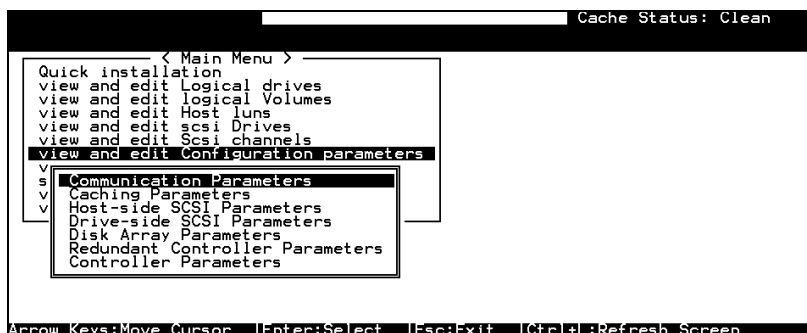 Cache Status: Clean
< Main Menu >
Quick installation
view and edit Logical drives
view and edit logical Volumes
view and edit Host luns
view and edit scsi Drives
view and edit Scsi channels
view and edit Configuration parameters
v
s
v
v
Communication Parameters
Caching Parameters
Host-side SCSI Parameters
Drive-side SCSI Parameters
Disk Array Parameters
Redundant Controller Parameters
Controller Parameters
Arrow Keys:Move Cursor |Enter:Select |Esc:Exit |Ctrl+L:Refresh Screen